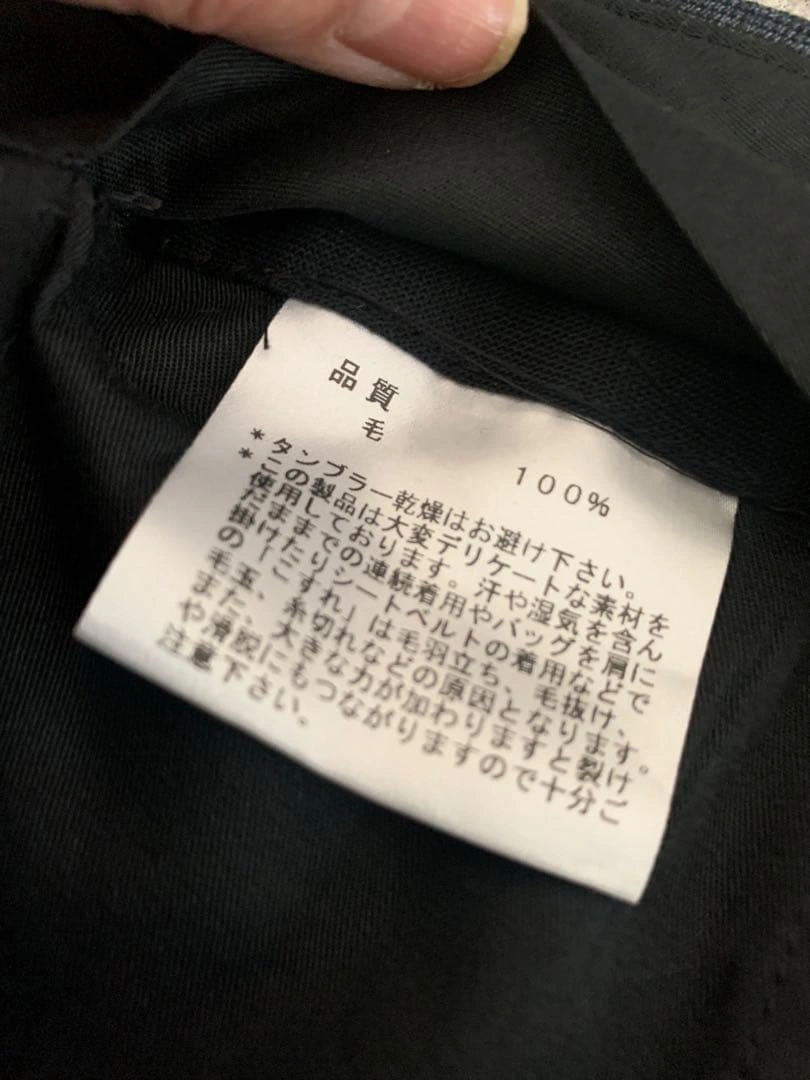 品質
毛 100%
*タンブラー乾燥はお避け下さい。
*この製品は大変デリケートな素材を
使用しております。汗や湿気を含ん
だままでの連続着用やバッグを肩に
掛けたりシートベルトの着用などで
の「こすれ」は毛羽立ち、毛抜け、
毛玉、糸切れなどの原因となります。
また、大きな力が加わりますと裂け
や滑脱にもつながりますので十分ご
注意下さい。